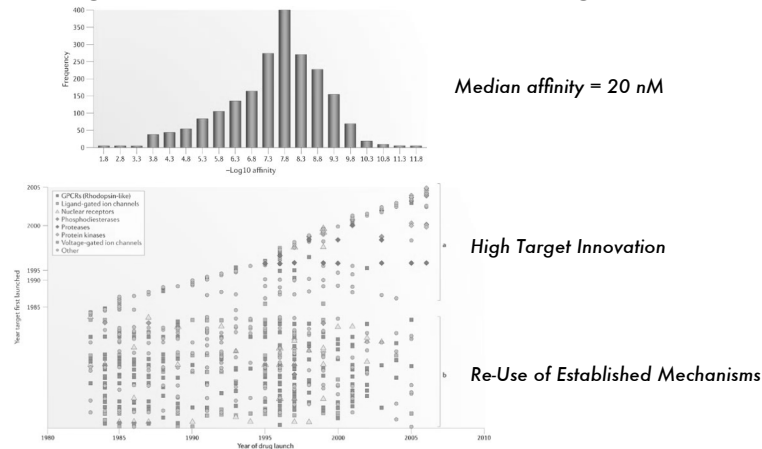 400
350
300
250
200
150
100
50
0
Frequency
1.8 2.8 3.3 3.8 4.3 4.8 5.3 5.8 6.3 6.8 7.3 7.8 8.3 8.8 9.3 9.8 10.3 10.8 11.3 11.8
–Log10 affinity
Median affinity = 20 nM
2005
2000
1995
1990
1985
Year target first launched
GPCRs (Rhodopsin-like)
Ligand-gated ion channels
Nuclear receptors
Phosphodiesterases
Proteases
Protein kinases
Voltage-gated ion channels
Other
a
High Target Innovation
b
Re-Use of Established Mechanisms
1980 1985 1990 1995 2000 2005 2010
Year of drug launch